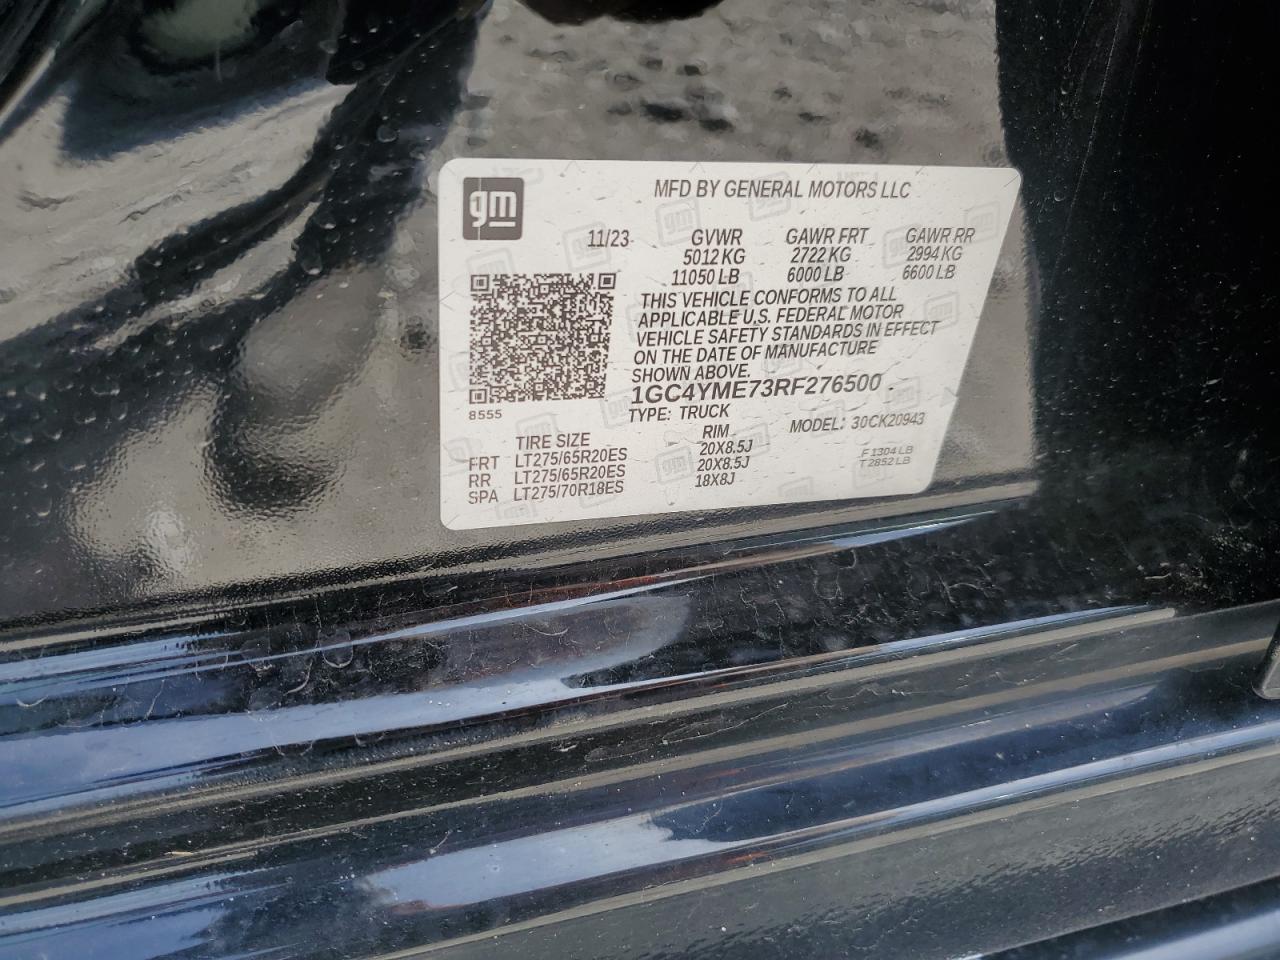 gm
MFD BY GENERAL MOTORS LLC
11/23 GVWR GAWR FRT GAWR RR
5012 KG 2722 KG 2994 KG
11050 LB 6000 LB 6600 LB
THIS VEHICLE CONFORMS TO ALL
APPLICABLE U.S. FEDERAL MOTOR
VEHICLE SAFETY STANDARDS IN EFFECT
ON THE DATE OF MANUFACTURE
SHOWN ABOVE.
1GC4YME73RF276500
8555
TYPE: TRUCK MODEL: 30CK20943
TIRE SIZE RIM
FRT LT275/65R20ES 20X8.5J
RR LT275/65R20ES 20X8.5J
SPA LT275/70R18ES 18X8J
F 1304 LB
T 2852 LB